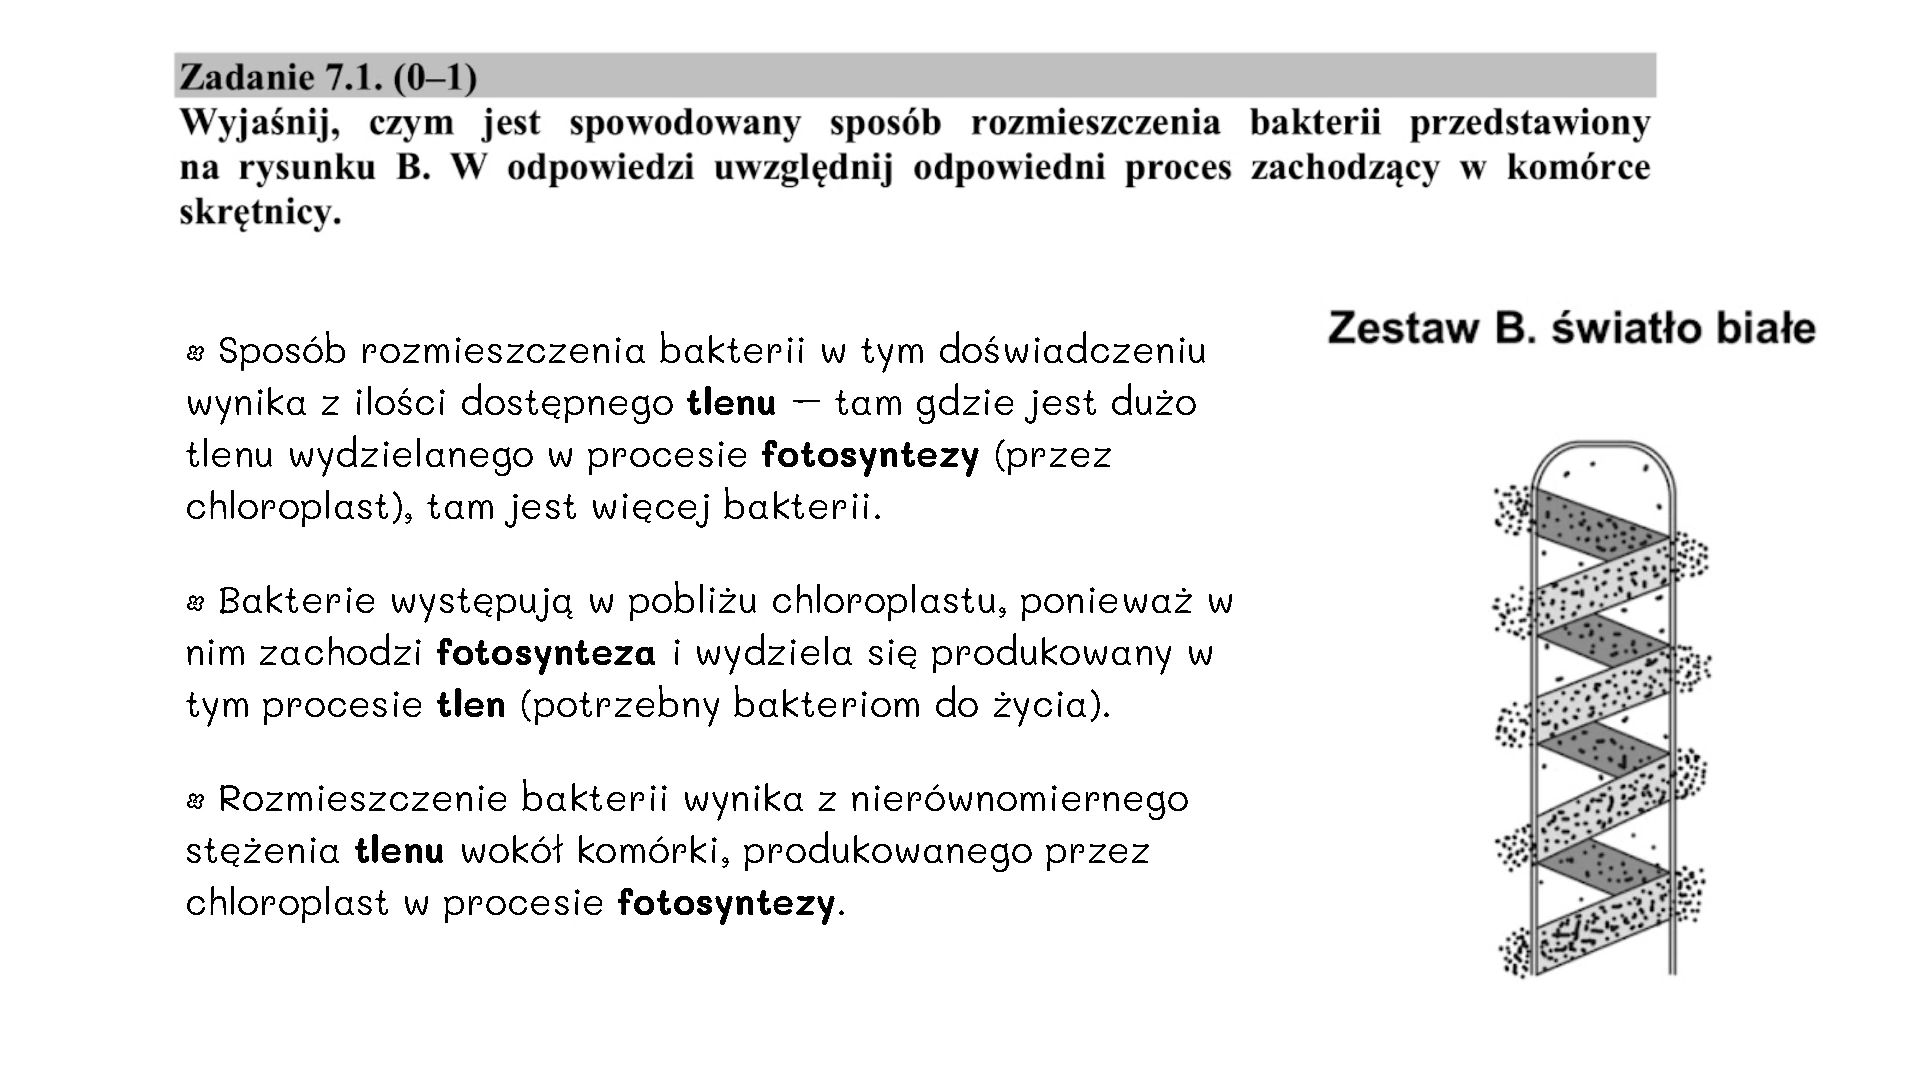 Zadanie 7.1. (0–1)
Wyjaśnij, czym jest spowodowany sposób rozmieszczenia bakterii przedstawiony
na rysunku B. W odpowiedzi uwzględnij odpowiedni proces zachodzący w komórce
skrętnicy.
Zestaw B. światło białe
Sposób rozmieszczenia bakterii w tym doświadczeniu
wynika z ilości dostępnego tlenu – tam gdzie jest dużo
tlenu wydzielanego w procesie fotosyntezy (przez
chloroplast), tam jest więcej bakterii.
Bakterie występują w pobliżu chloroplastu, ponieważ w
nim zachodzi fotosynteza i wydziela się produkowany w
tym procesie tlen (potrzebny bakteriom do życia).
Rozmieszczenie bakterii wynika z nierównomiernego
stężenia tlenu wokół komórki, produkowanego przez
chloroplast w procesie fotosyntezy.